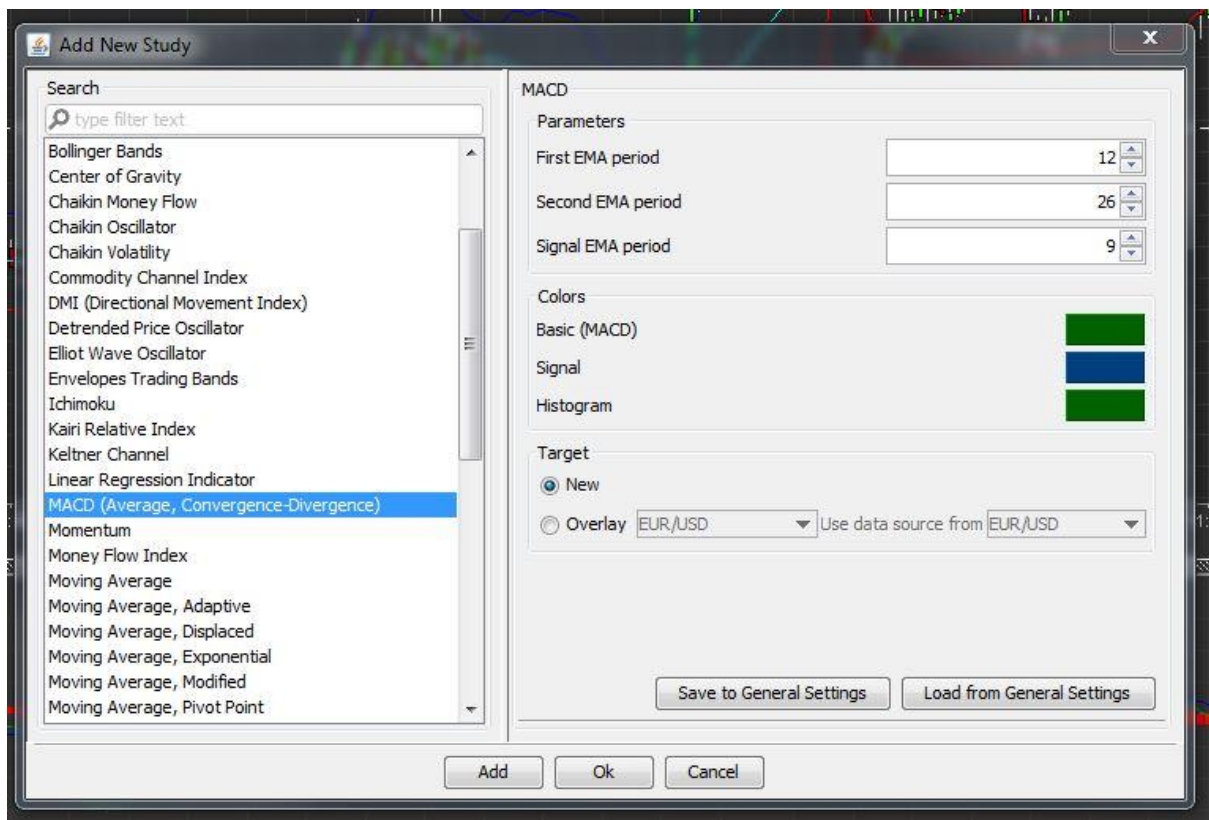 Add New Study
x
Search
type filter text
Bollinger Bands
Center of Gravity
Chaikin Money Flow
Chaikin Oscillator
Chaikin Volatility
Commodity Channel Index
DMI (Directional Movement Index)
Detrended Price Oscillator
Elliot Wave Oscillator
Envelopes Trading Bands
Ichimoku
Kairi Relative Index
Keltner Channel
Linear Regression Indicator
MACD (Average, Convergence-Divergence)
Momentum
Money Flow Index
Moving Average
Moving Average, Adaptive
Moving Average, Displaced
Moving Average, Exponential
Moving Average, Modified
Moving Average, Pivot Point
MACD
Parameters
First EMA period 12
Second EMA period 26
Signal EMA period 9
Colors
Basic (MACD)
Signal
Histogram
Target
New
Overlay EUR/USD Use data source from EUR/USD
Save to General Settings Load from General Settings
Add Ok Cancel